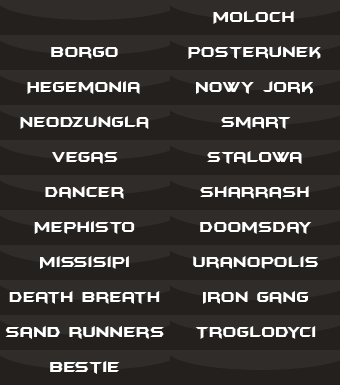 MOLOCH
BORGO POSTERUNEK
HEGEMONIA NOWY JORK
NEODZUNGLA SMART
VEGAS STALOWA
DANCER SHARRASH
MEPHISTO DOOMSDAY
MISSISIPI URANOPOLIS
DEATH BREATH IRON GANG
SAND RUNNERS TROGLODYCI
BESTIE